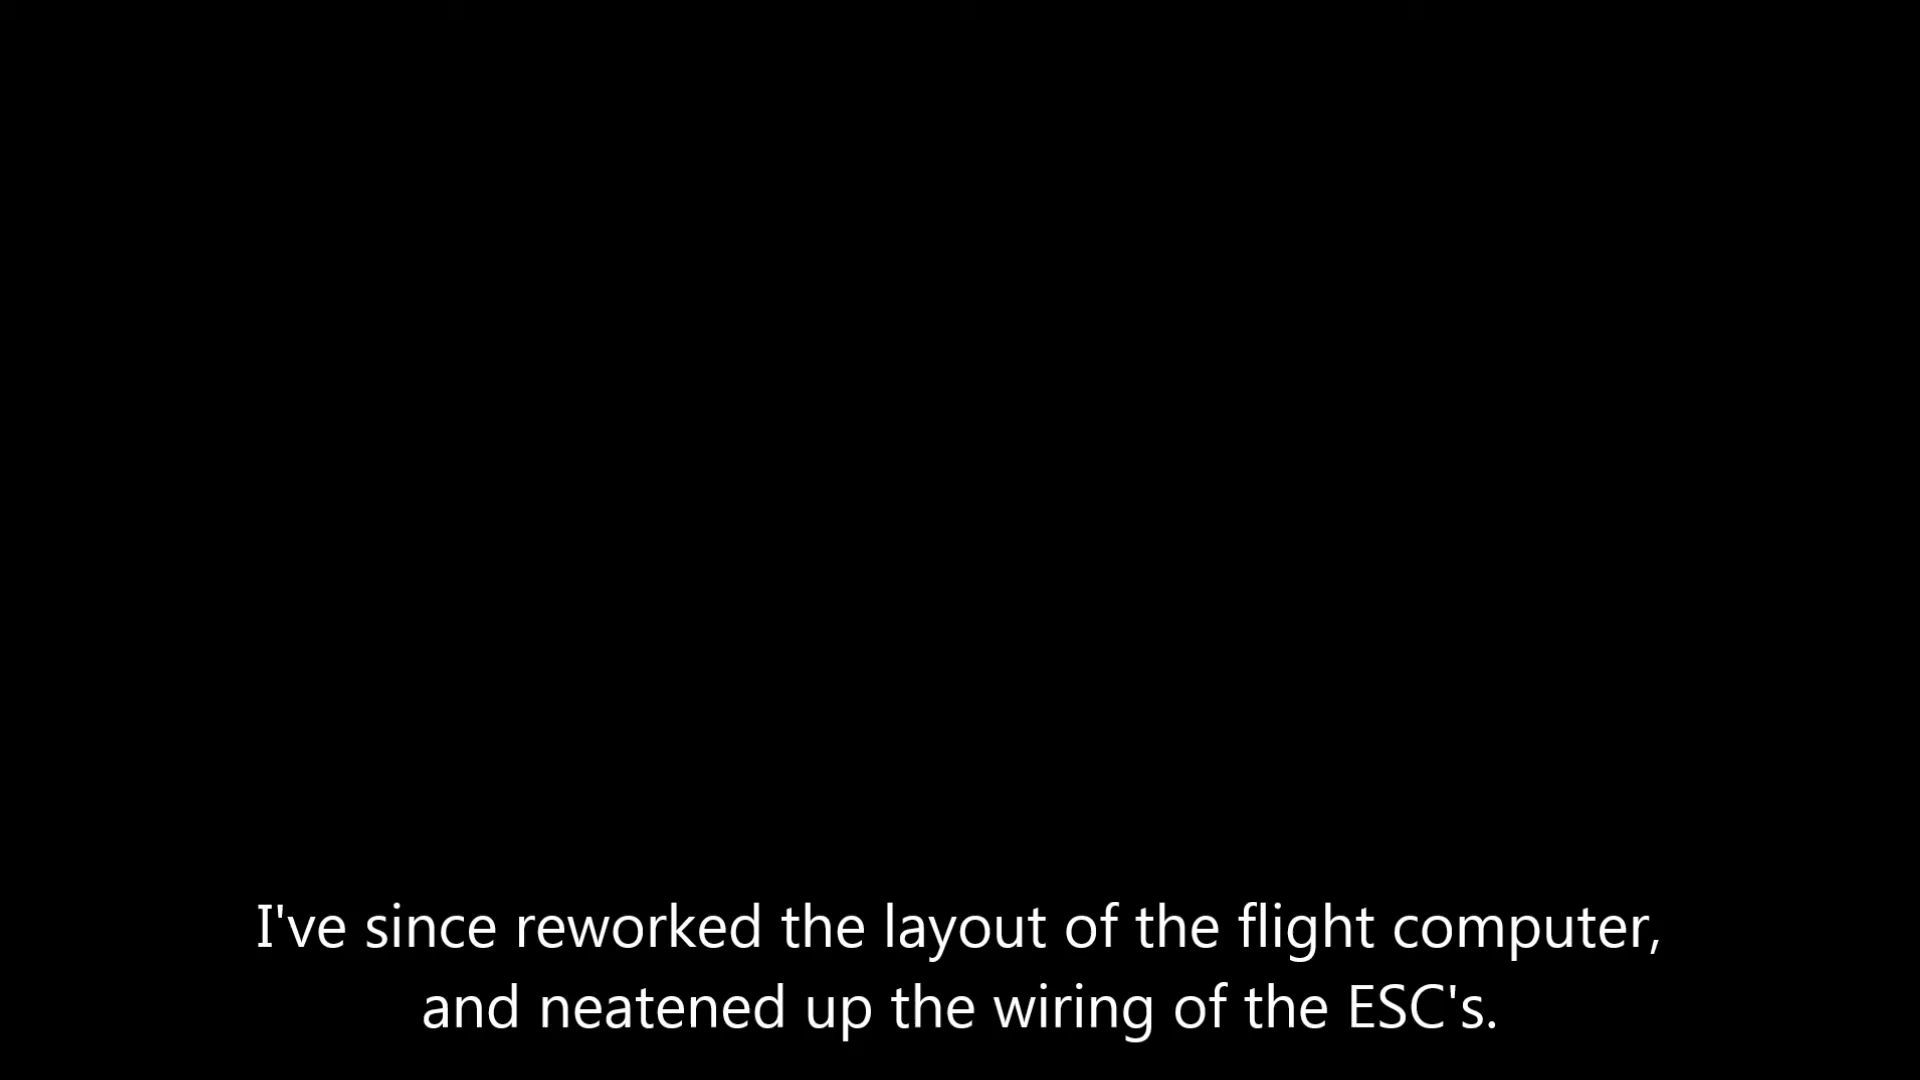 I've since reworked the layout of the flight computer,
and neatened up the wiring of the ESC's.